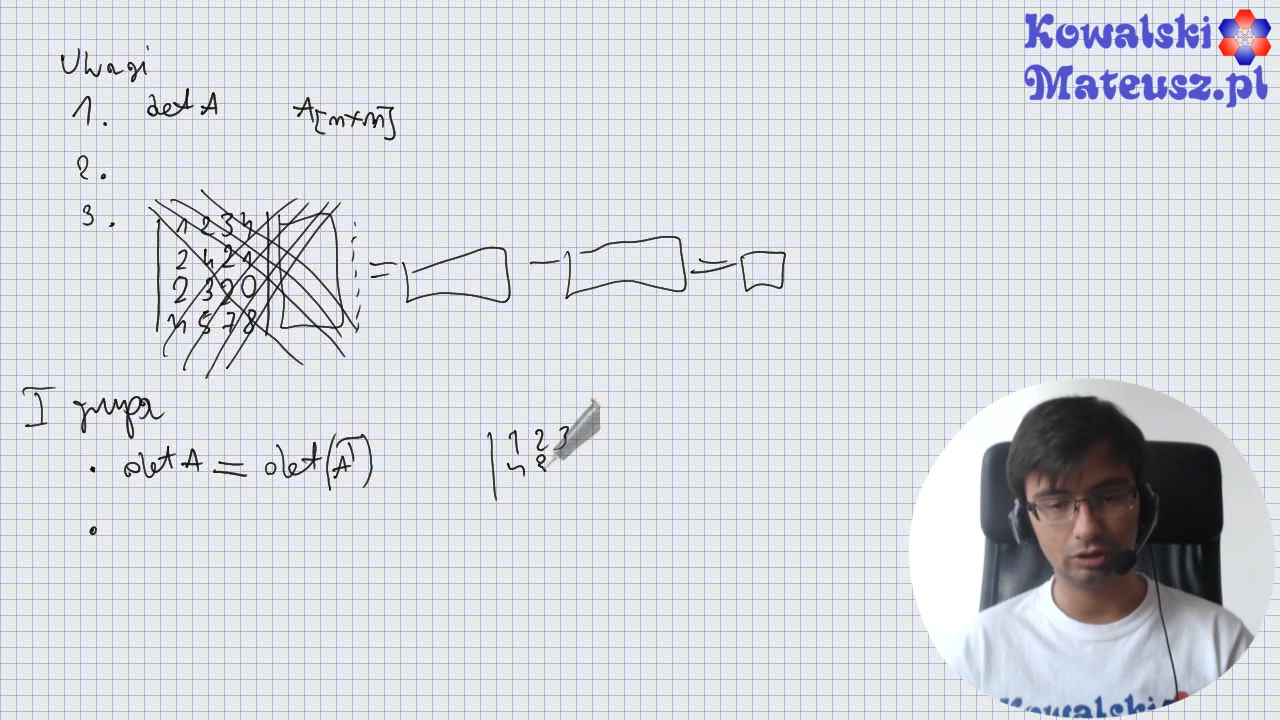 Kowalski
Mateusz.pl
Uwagi
1. det A A[n×n]
2.
3.
| 1 2 3 4 |
2 4 2 1
2 3 2 0
4 5 7 8
= − =
I grupa
• det A = det(Aᵀ)
•
| 1 2 3
4
Kowalski